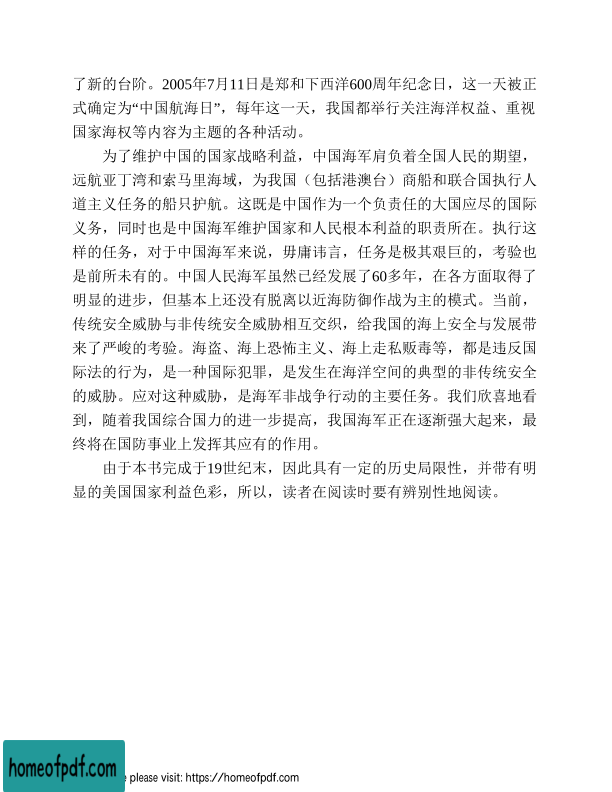 了新的台阶。2005年7月11日是郑和下西洋600周年纪念日，这一天被正
式确定为“中国航海日”，每年这一天，我国都举行关注海洋权益、重视
国家海权等内容为主题的各种活动。
为了维护中国的国家战略利益，中国海军肩负着全国人民的期望，
远航亚丁湾和索马里海域，为我国（包括港澳台）商船和联合国执行人
道主义任务的船只护航。这既是中国作为一个负责任的大国应尽的国际
义务，同时也是中国海军维护国家和人民根本利益的职责所在。执行这
样的任务，对于中国海军来说，毋庸讳言，任务是极其艰巨的，考验也
是前所未有的。中国人民海军虽然已经发展了60多年，在各方面取得了
明显的进步，但基本上还没有脱离以近海防御作战为主的模式。当前，
传统安全威胁与非传统安全威胁相互交织，给我国的海上安全与发展带
来了严峻的考验。海盗、海上恐怖主义、海上走私贩毒等，都是违反国
际法的行为，是一种国际犯罪，是发生在海洋空间的典型的非传统安全
的威胁。应对这种威胁，是海军非战争行动的主要任务。我们欣喜地看
到，随着我国综合国力的进一步提高，我国海军正在逐渐强大起来，最
终将在国防事业上发挥其应有的作用。
由于本书完成于19世纪末，因此具有一定的历史局限性，并带有明
显的美国国家利益色彩，所以，读者在阅读时要有辨别性地阅读。
homeofpdf.com
please visit: https://homeofpdf.com